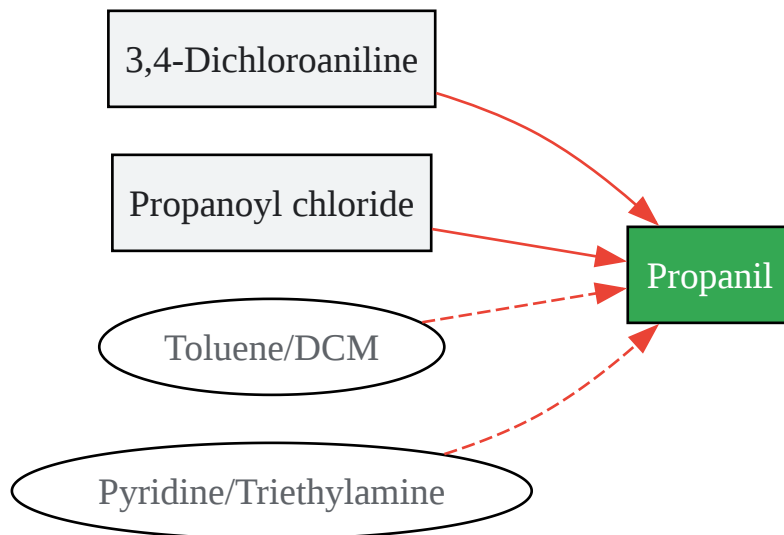 3,4-Dichloroaniline
Propanoyl chloride
Propanil
Toluene/DCM
Pyridine/Triethylamine